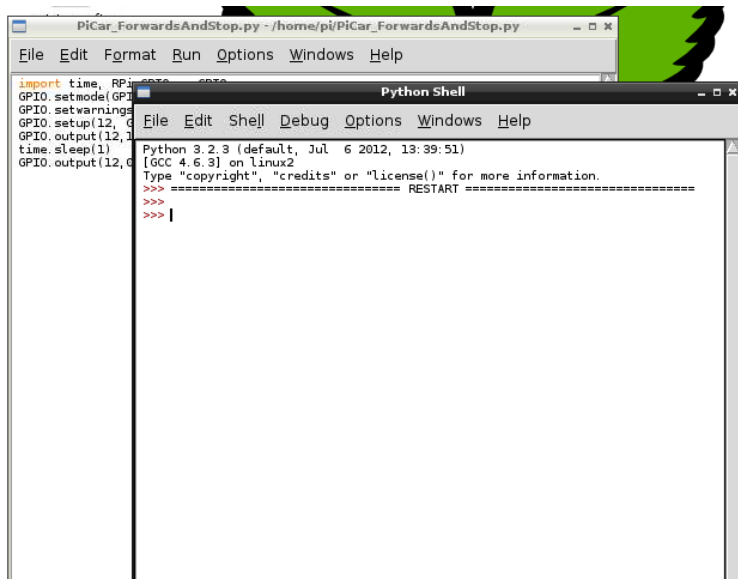 PiCar_ForwardsAndStop.py - /home/pi/PiCar_ForwardsAndStop.py
File Edit Format Run Options Windows Help
import time, RPi
GPIO.setmode(GPI
GPIO.setwarnings
GPIO.setup(12, G
GPIO.output(12,1
time.sleep(1)
GPIO.output(12,0
Python Shell
File Edit Shell Debug Options Windows Help
Python 3.2.3 (default, Jul  6 2012, 13:39:51)
[GCC 4.6.3] on linux2
Type "copyright", "credits" or "license()" for more information.
>>> ================================ RESTART ================================
>>>
>>>